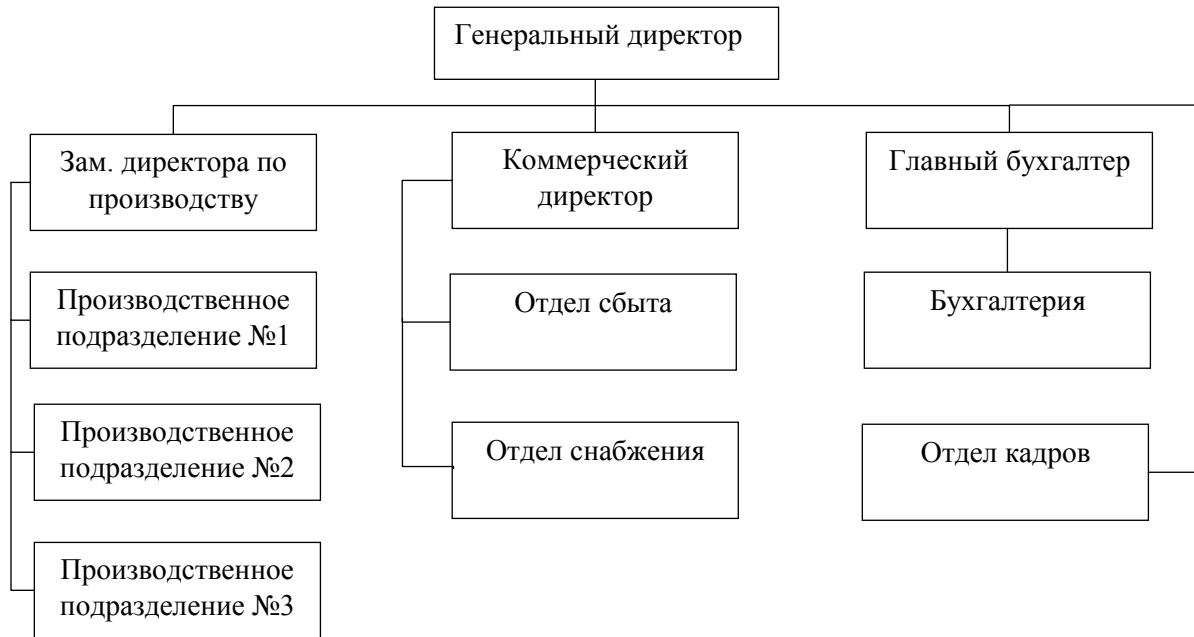 Генеральный директор
Зам. директора по
производству
Коммерческий
директор
Главный бухгалтер
Производственное
подразделение №1
Отдел сбыта
Бухгалтерия
Производственное
подразделение №2
Отдел снабжения
Отдел кадров
Производственное
подразделение №3